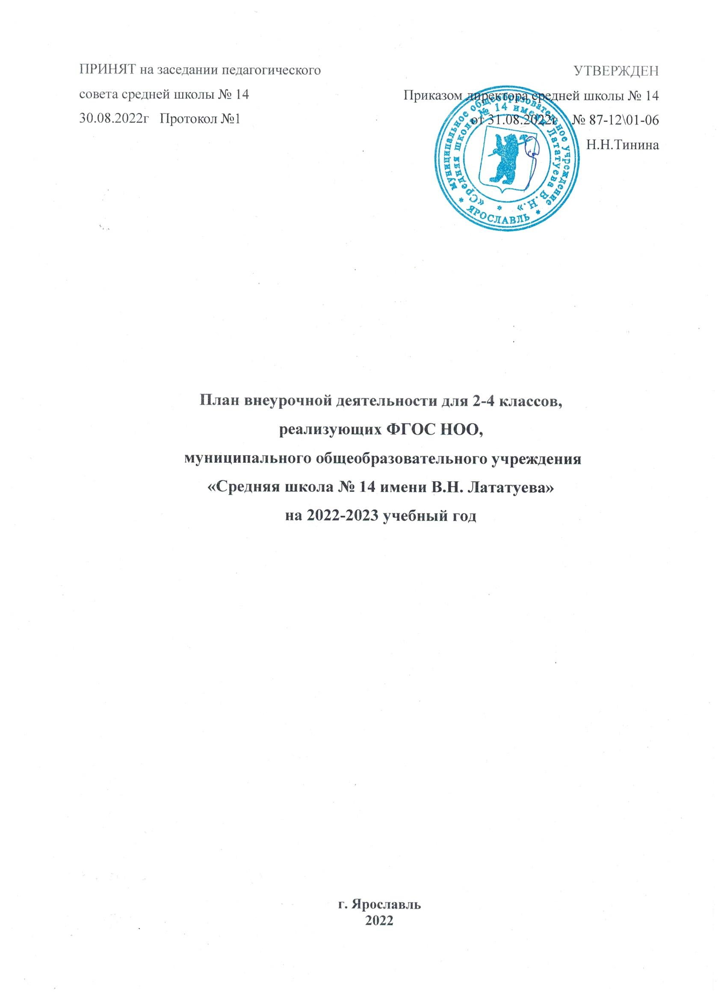 ПРИНЯТ на заседании педагогического
совета средней школы № 14
30.08.2022г Протокол №1
УТВЕРЖДЕН
Приказом директора средней школы № 14
от 31.08.2022г № 87-12\01-06
Н.Н.Тинина
* Муниципальное общеобразовательное учреждение *
ЯРОСЛАВЛЬ
«Средняя школа № 14 имени Лататуева В.Н.» *
План внеурочной деятельности для 2-4 классов,
реализующих ФГОС НОО,
муниципального общеобразовательного учреждения
«Средняя школа № 14 имени В.Н. Лататуева»
на 2022-2023 учебный год
г. Ярославль
2022